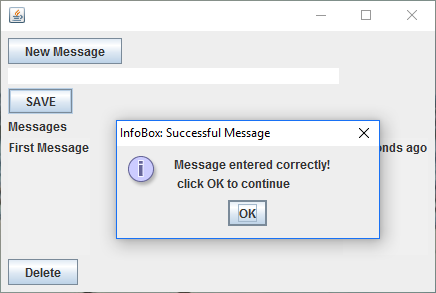 New Message
SAVE
Messages
First Message
ago
InfoBox: Successful Message
Message entered correctly!
click OK to continue
OK
Delete